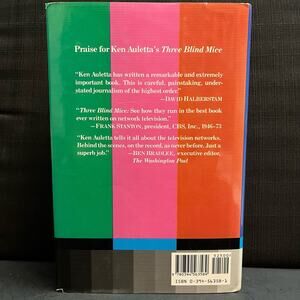 Praise for Ken Auletta's Three Blind Mice
"Ken Auletta has written a remarkable and extremely
important book. This is careful, painstaking, under-
stated journalism of the highest order."
—DAVID HALBERSTAM
"Three Blind Mice: See how they run in the best book
ever written on network television."
—FRANK STANTON, president, CBS, Inc., 1946–73
"Ken Auletta tells it all about the television networks.
Behind the scenes, on the record, as never before. Just a
superb job." —BEN BRADLEE, executive editor,
The Washington Post
52500
9 780394 563589
ISBN 0-394-56358-1